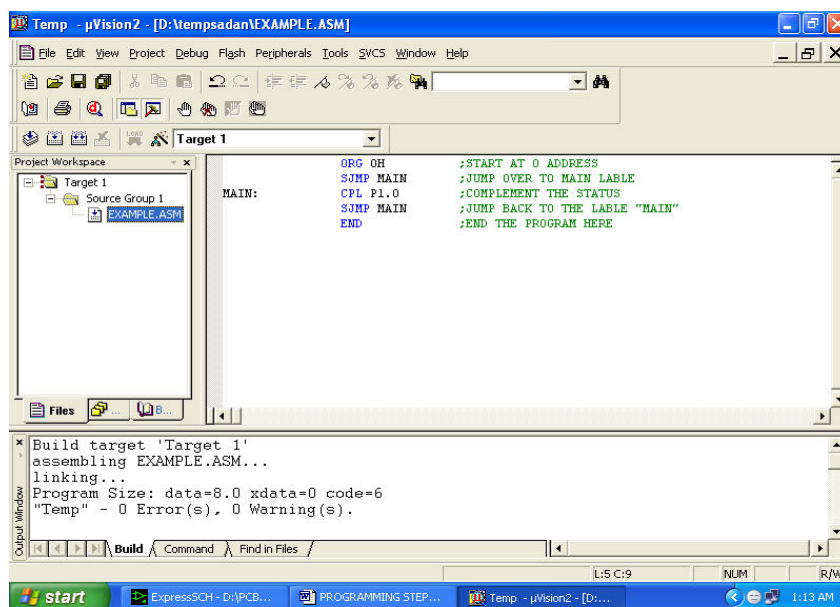 Temp - µVision2 - [D:\tempsadan\EXAMPLE.ASM]
File Edit View Project Debug Flash Peripherals Tools SVCS Window Help
Target 1
Project Workspace
Target 1
Source Group 1
EXAMPLE.ASM
ORG 0H ;START AT 0 ADDRESS
SJMP MAIN ;JUMP OVER TO MAIN LABLE
MAIN: CPL P1.0 ;COMPLEMENT THE STATUS
SJMP MAIN ;JUMP BACK TO THE LABLE "MAIN"
END ;END THE PROGRAM HERE
Files ... B...
Build target 'Target 1'
assembling EXAMPLE.ASM...
linking...
Program Size: data=8.0 xdata=0 code=6
"Temp" - 0 Error(s), 0 Warning(s).
Output Window
Build Command Find in Files
L:5 C:9 NUM R/W
start ExpressSCH - D:\PCB... PROGRAMMING STEP... Temp - µVision2 - [D:... 1:13 AM